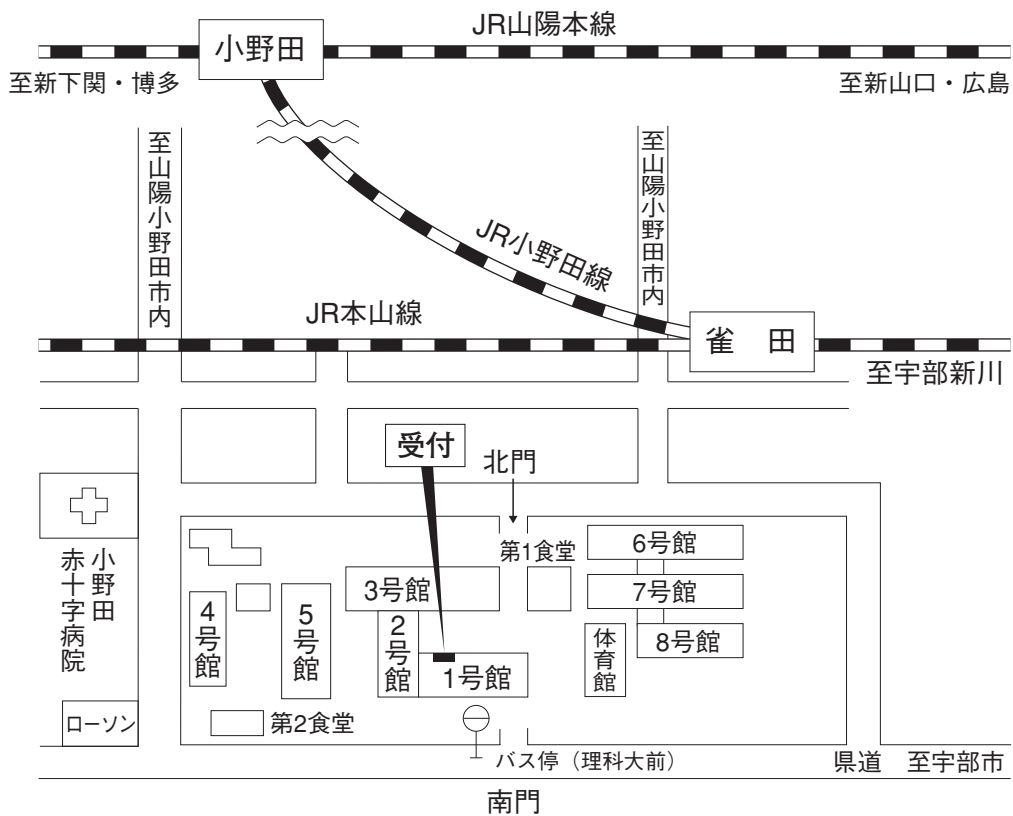 JR山陽本線
小野田
至新下関・博多
至新山口・広島
至山陽小野田市内
至山陽小野田市内
JR小野田線
JR本山線
雀　田
至宇部新川
受付
北門
第1食堂
6号館
3号館
7号館
小野田
赤十字病院
4号館
5号館
2号館
体育館
8号館
1号館
ローソン
第2食堂
バス停（理科大前）
県道　至宇部市
南門